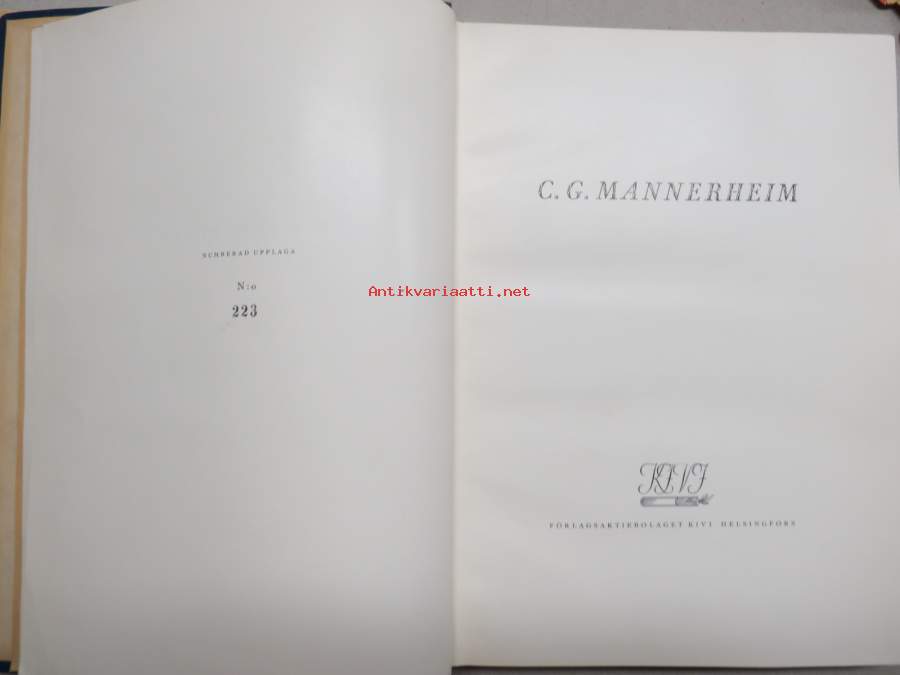 NUMRERAD UPPLAGA
N:o
223
C. G. MANNERHEIM
Antikvariaatti.net
KIVI
FÖRLAGSAKTIEBOLAGET KIVI HELSINGFORS